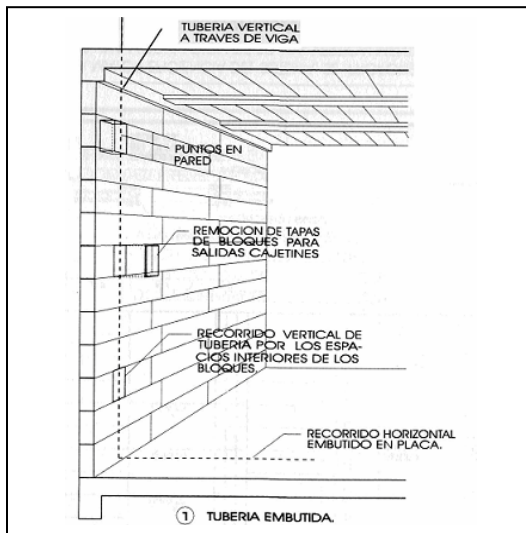 TUBERIA VERTICAL
A TRAVES DE VIGA
PUNTOS EN
PARED
REMOCION DE TAPAS
DE BLOQUES PARA
SALIDAS CAJETINES
RECORRIDO VERTICAL DE
TUBERIA POR LOS ESPA-
CIOS INTERIORES DE LOS
BLOQUES.
RECORRIDO HORIZONTAL
EMBUTIDO EN PLACA.
1 TUBERIA EMBUTIDA.